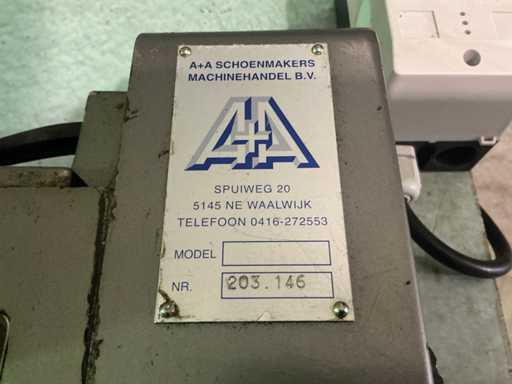 A+A SCHOENMAKERS
MACHINEHANDEL B.V.
A+A
SPUIWEG 20
5145 NE WAALWIJK
TELEFOON 0416-272553
MODEL
NR. 203.146